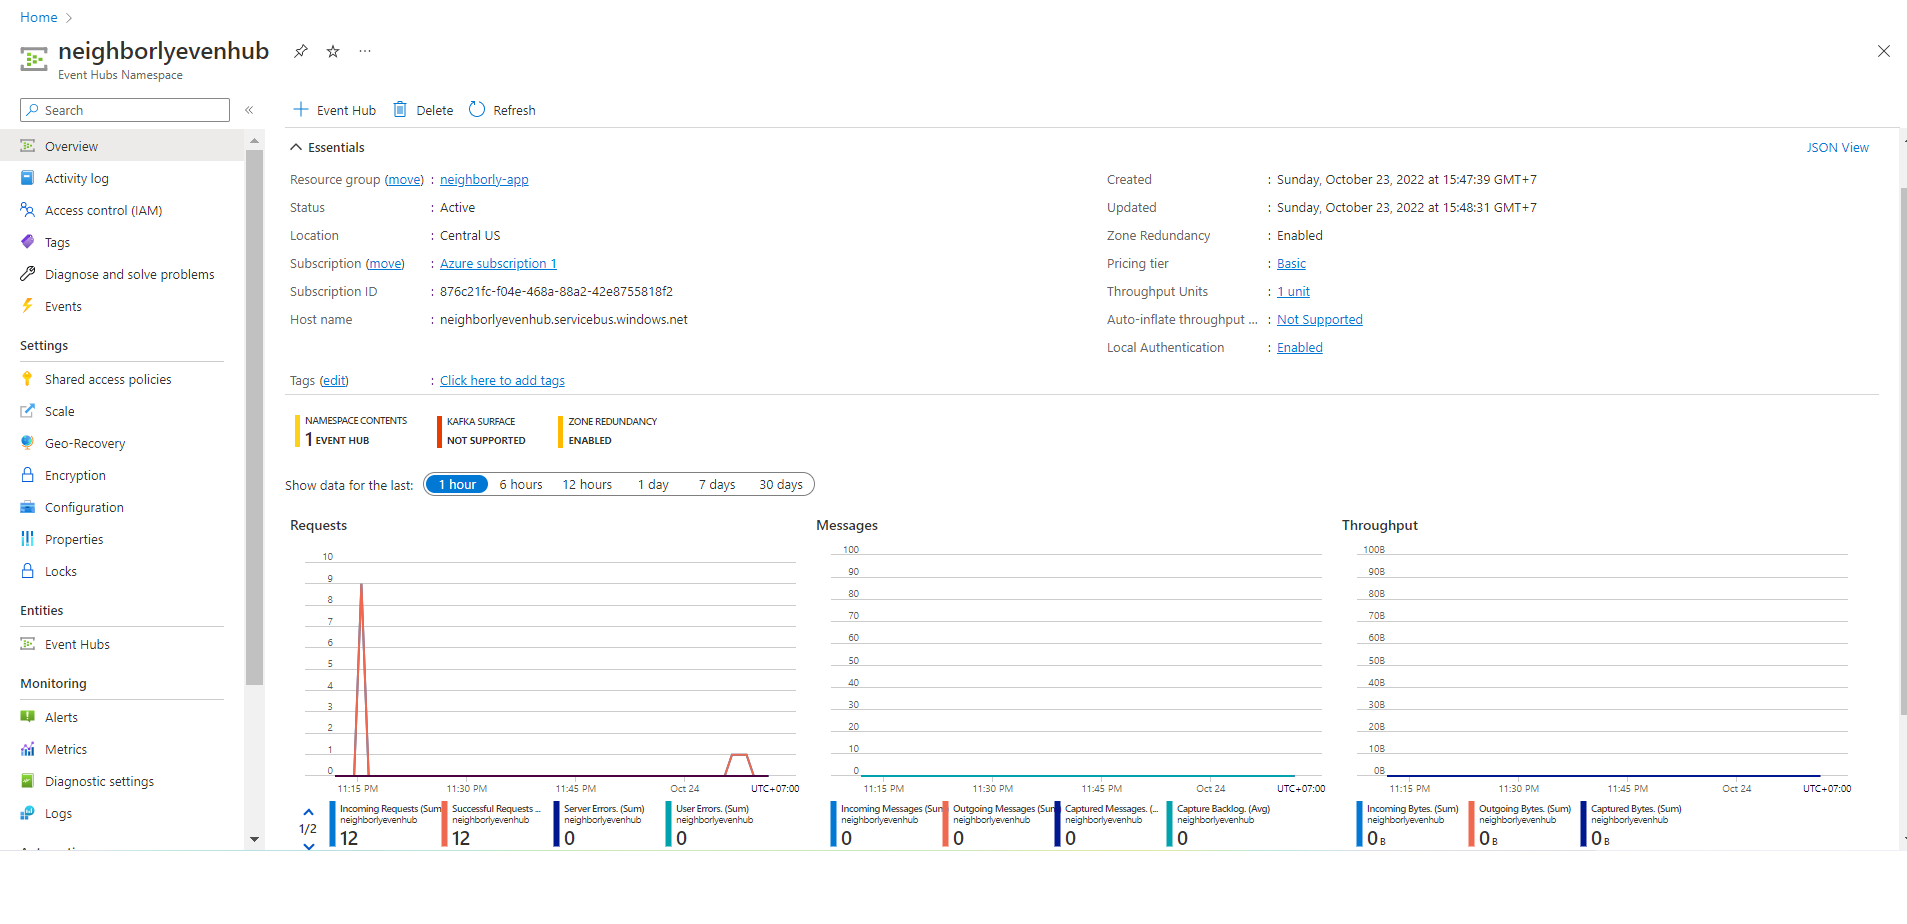 Home
neighborlyevenhub
Event Hubs Namespace
Search
Event Hub
Delete
Refresh
Overview
Activity log
Access control (IAM)
Tags
Diagnose and solve problems
Events
Settings
Shared access policies
Scale
Geo-Recovery
Encryption
Configuration
Properties
Locks
Entities
Event Hubs
Monitoring
Alerts
Metrics
Diagnostic settings
Logs
Essentials
JSON View
Resource group (move) : neighborly-app
Status : Active
Location : Central US
Subscription (move) : Azure subscription 1
Subscription ID : 876c21fc-f04e-468a-88a2-42e8755818f2
Host name : neighborlyevenhub.servicebus.windows.net
Created : Sunday, October 23, 2022 at 15:47:39 GMT+7
Updated : Sunday, October 23, 2022 at 15:48:31 GMT+7
Zone Redundancy : Enabled
Pricing tier : Basic
Throughput Units : 1 unit
Auto-inflate throughput ... : Not Supported
Local Authentication : Enabled
Tags (edit) : Click here to add tags
NAMESPACE CONTENTS
1 EVENT HUB
KAFKA SURFACE
NOT SUPPORTED
ZONE REDUNDANCY
ENABLED
Show data for the last: 1 hour 6 hours 12 hours 1 day 7 days 30 days
Requests
10
9
8
7
6
5
4
3
2
1
0
11:15 PM 11:30 PM 11:45 PM Oct 24 UTC+07:00
1/2
Incoming Requests (Sum
neighborlyevenhub
12
Successful Requests ...
neighborlyevenhub
12
Server Errors. (Sum)
neighborlyevenhub
0
User Errors. (Sum)
neighborlyevenhub
0
Messages
100
90
80
70
60
50
40
30
20
10
0
11:15 PM 11:30 PM 11:45 PM Oct 24 UTC+07:00
Incoming Messages (Sum
neighborlyevenhub
0
Outgoing Messages (Sum
neighborlyevenhub
0
Captured Messages. (...
neighborlyevenhub
0
Capture Backlog. (Avg)
neighborlyevenhub
0
Throughput
100B
90B
80B
70B
60B
50B
40B
30B
20B
10B
0B
11:15 PM 11:30 PM 11:45 PM Oct 24 UTC+07:00
Incoming Bytes. (Sum)
neighborlyevenhub
0 B
Outgoing Bytes. (Sum)
neighborlyevenhub
0 B
Captured Bytes. (Sum)
neighborlyevenhub
0 B